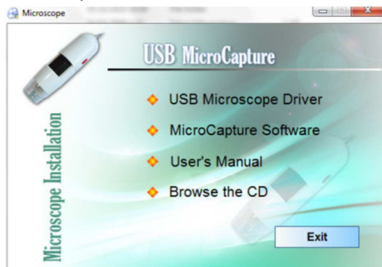 Microscope
USB MicroCapture
USB Microscope Driver
MicroCapture Software
User's Manual
Browse the CD
Exit
Microscope Installation